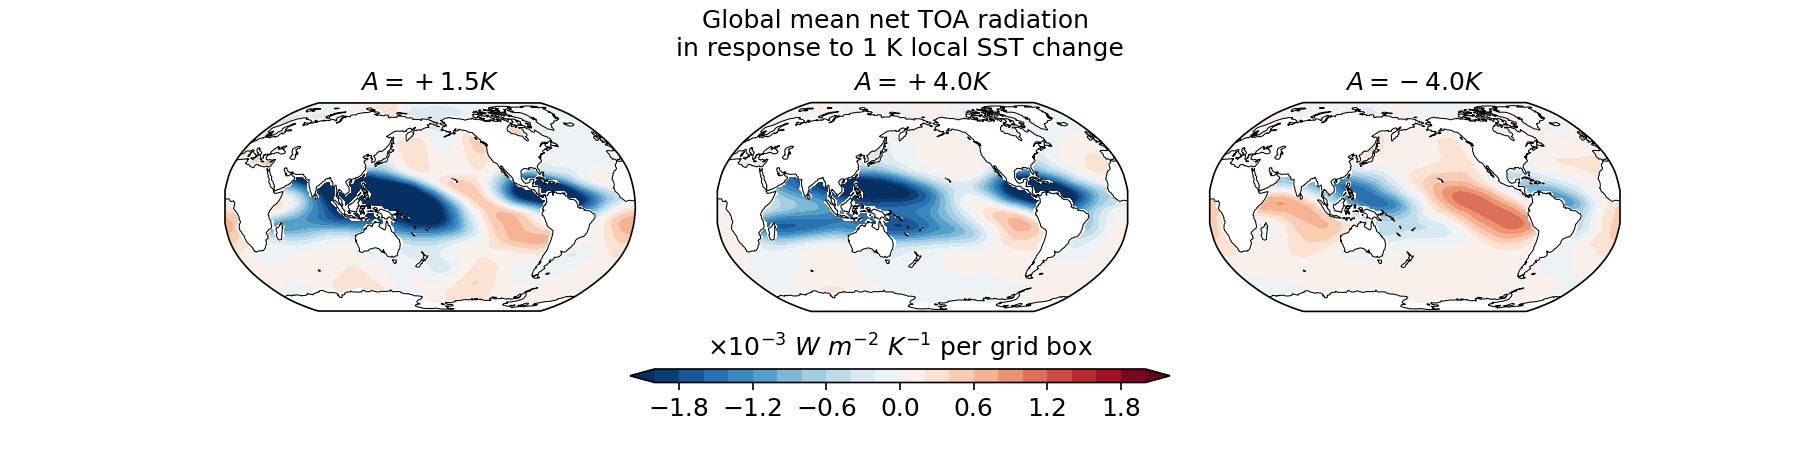 Global mean net TOA radiation
in response to 1 K local SST change
A = +1.5K
A = +4.0K
A = −4.0K
×10⁻³ W m⁻² K⁻¹ per grid box
−1.8 −1.2 −0.6 0.0 0.6 1.2 1.8